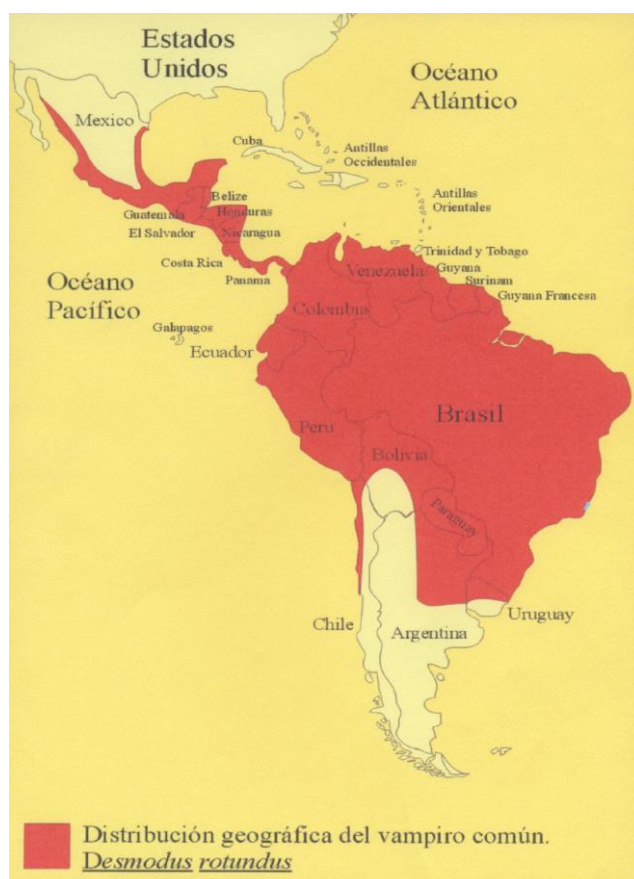 Estados
Unidos
Océano
Atlántico
Mexico
Cuba
Antillas
Occidentales
Belize
Antillas
Orientales
Guatemala
Honduras
El Salvador
Nicaragua
Trinidad y Tobago
Costa Rica
Venezuela
Guyana
Panama
Surinam
Océano
Pacífico
Guyana Francesa
Colombia
Galapagos
Ecuador
Brasil
Peru
Bolivia
Paraguay
Chile
Argentina
Uruguay
Distribución geográfica del vampiro común.
Desmodus rotundus